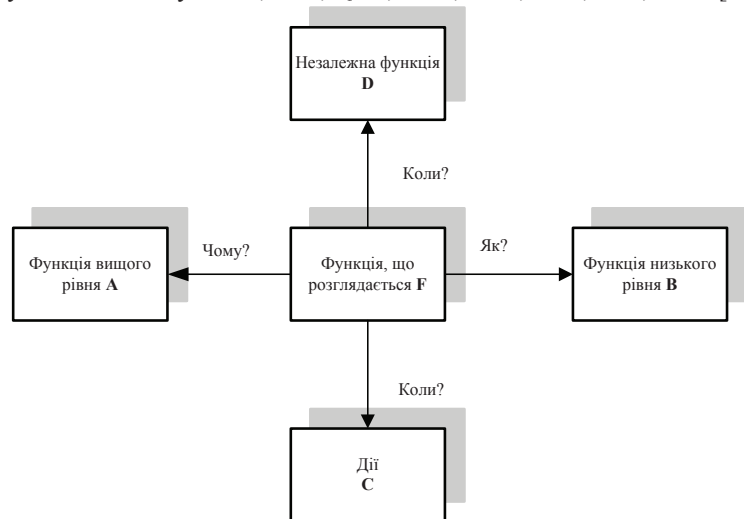 Незалежна функція
D
Коли?
Чому?
Як?
Функція вищого
рівня A
Функція, що
розглядається F
Функція низького
рівня B
Коли?
Дії
C